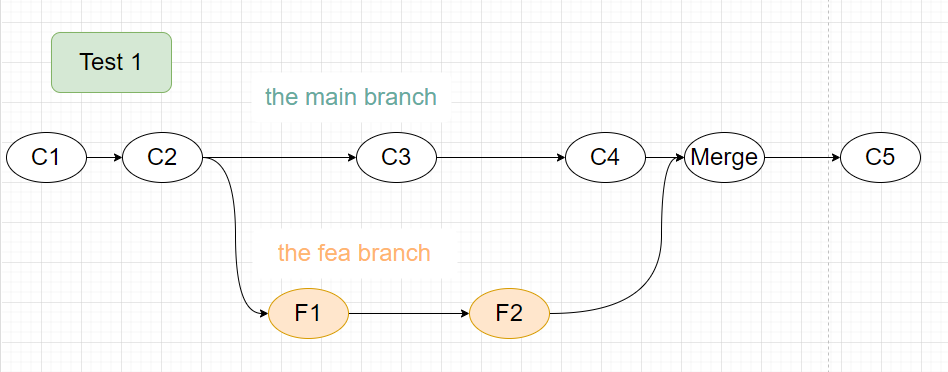 Test 1
the main branch
C1
C2
C3
C4
Merge
C5
the fea branch
F1
F2